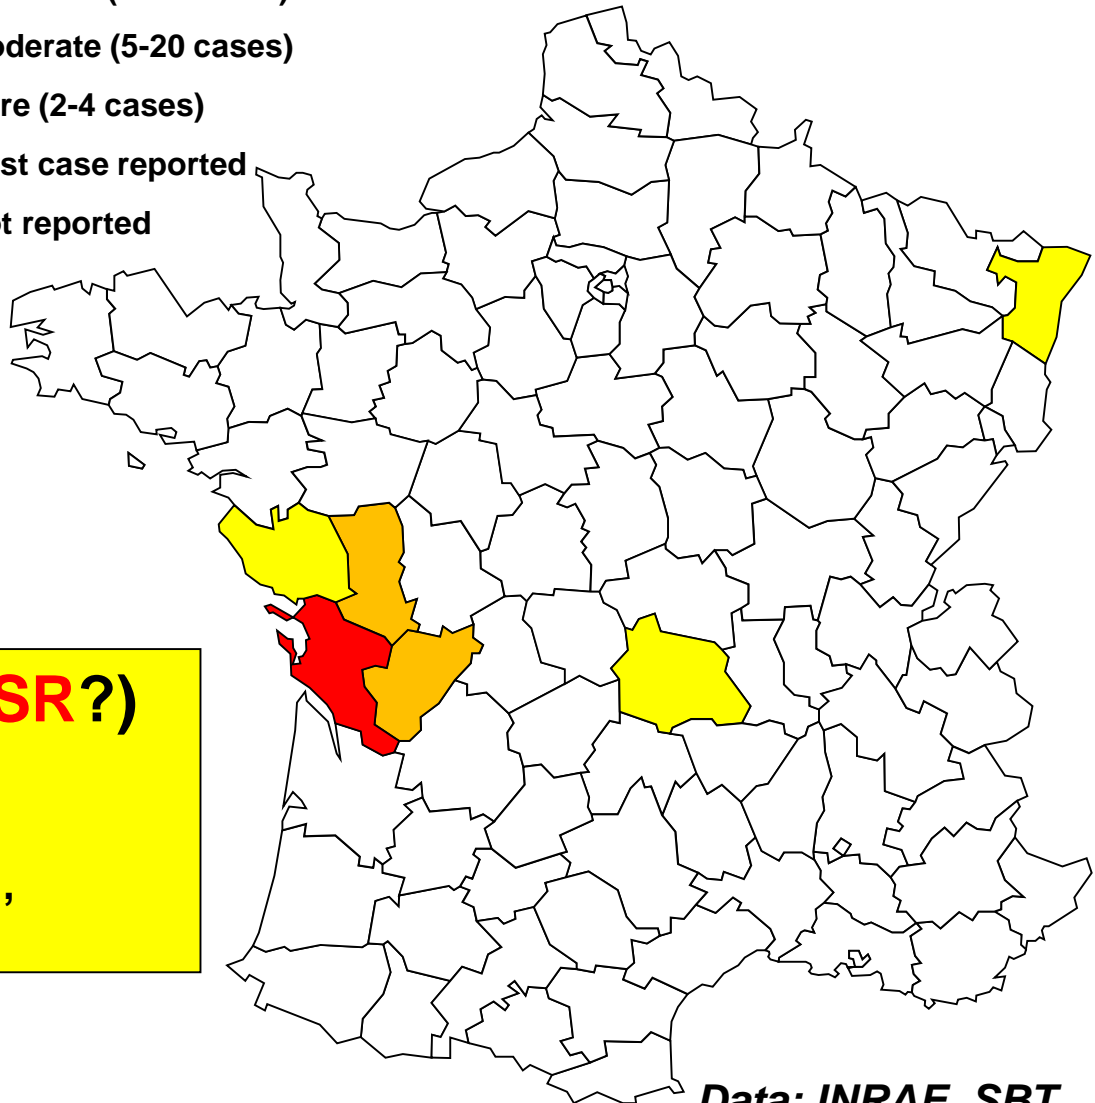 oderate (5-20 cases)
re (2-4 cases)
st case reported
t reported
SR?)
,
Data: INRAE, SBT